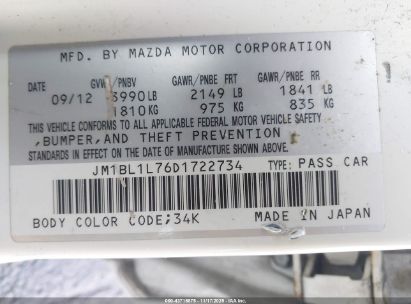 MFD. BY MAZDA MOTOR CORPORATION
DATE GVW/PNBV GAWR/PNBE FRT GAWR/PNBE RR
09/12 3990 LB 2149 LB 1841 LB
1810 KG 975 KG 835 KG
THIS VEHICLE CONFORMS TO ALL APPLICABLE FEDERAL MOTOR VEHICLE SAFETY
,BUMPER,AND THEFT PREVENTION
STANDARDS IN EFFECT ON THE DATE OF MANUFACTURE SHOWN ABOVE.
JM1BL1L76D1722734 TYPE: PASS CAR
BODY COLOR CODE:34K MADE IN JAPAN